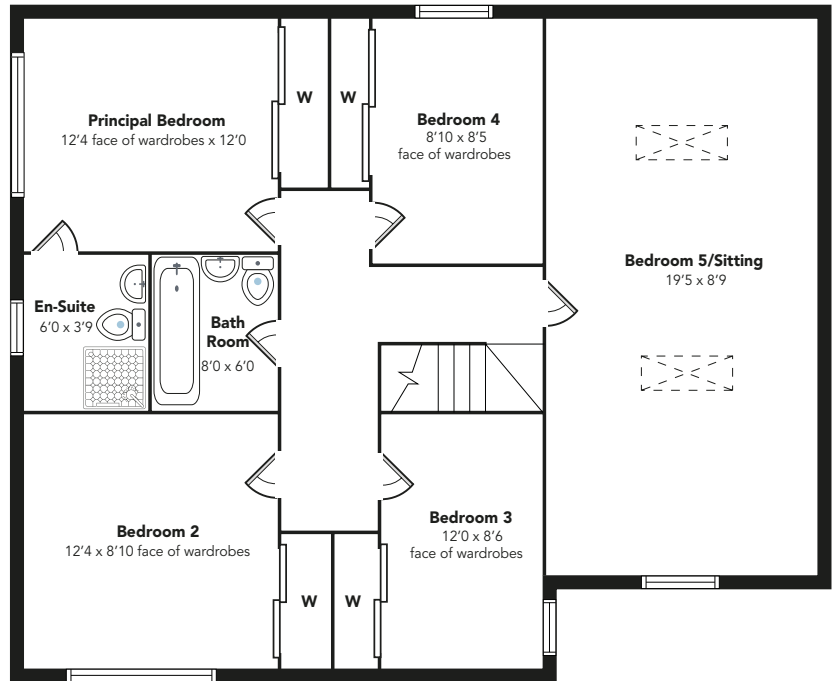 Principal Bedroom
12’4 face of wardrobes x 12’0
W
W
Bedroom 4
8’10 x 8’5
face of wardrobes
Bedroom 5/Sitting
19’5 x 8’9
En-Suite
6’0 x 3’9
Bath
Room
8’0 x 6’0
Bedroom 2
12’4 x 8’10 face of wardrobes
W
W
Bedroom 3
12’0 x 8’6
face of wardrobes